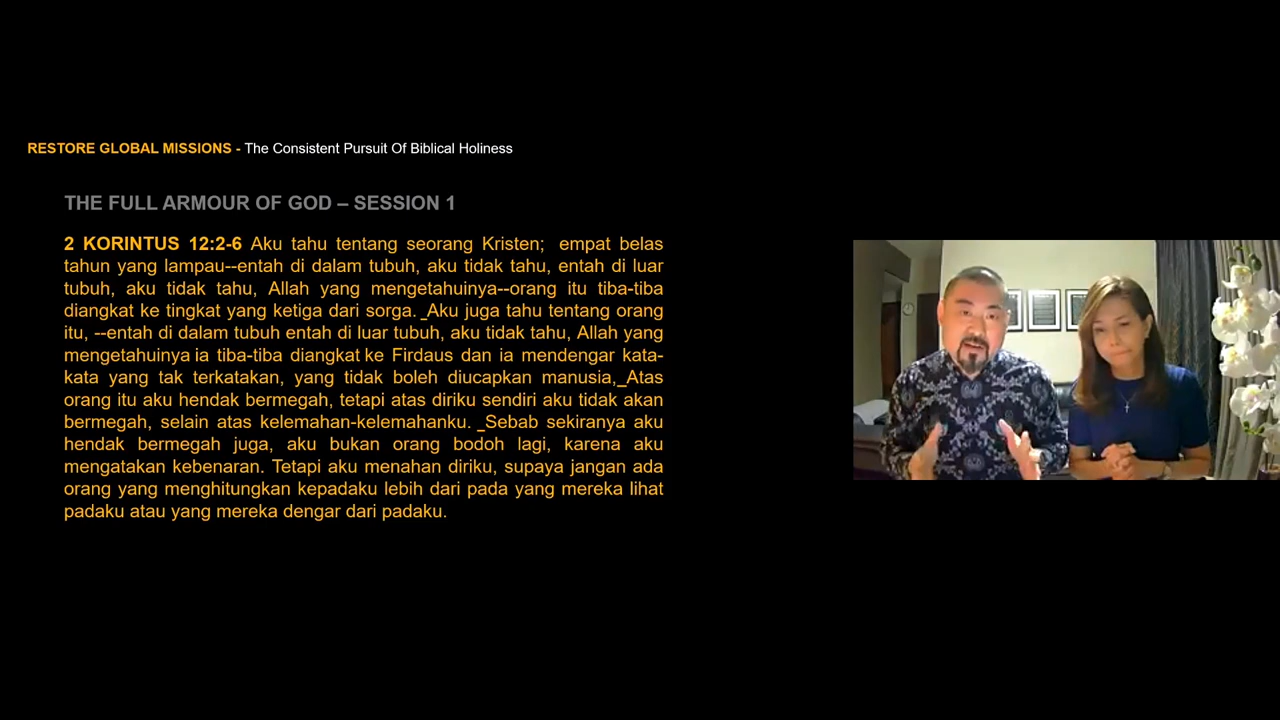 RESTORE GLOBAL MISSIONS - The Consistent Pursuit Of Biblical Holiness
THE FULL ARMOUR OF GOD – SESSION 1
2 KORINTUS 12:2-6 Aku tahu tentang seorang Kristen; empat belas
tahun yang lampau--entah di dalam tubuh, aku tidak tahu, entah di luar
tubuh, aku tidak tahu, Allah yang mengetahuinya--orang itu tiba-tiba
diangkat ke tingkat yang ketiga dari sorga. _Aku juga tahu tentang orang
itu, --entah di dalam tubuh entah di luar tubuh, aku tidak tahu, Allah yang
mengetahuinya ia tiba-tiba diangkat ke Firdaus dan ia mendengar kata-
kata yang tak terkatakan, yang tidak boleh diucapkan manusia,_Atas
orang itu aku hendak bermegah, tetapi atas diriku sendiri aku tidak akan
bermegah, selain atas kelemahan-kelemahanku. _Sebab sekiranya aku
hendak bermegah juga, aku bukan orang bodoh lagi, karena aku
mengatakan kebenaran. Tetapi aku menahan diriku, supaya jangan ada
orang yang menghitungkan kepadaku lebih dari pada yang mereka lihat
padaku atau yang mereka dengar dari padaku.